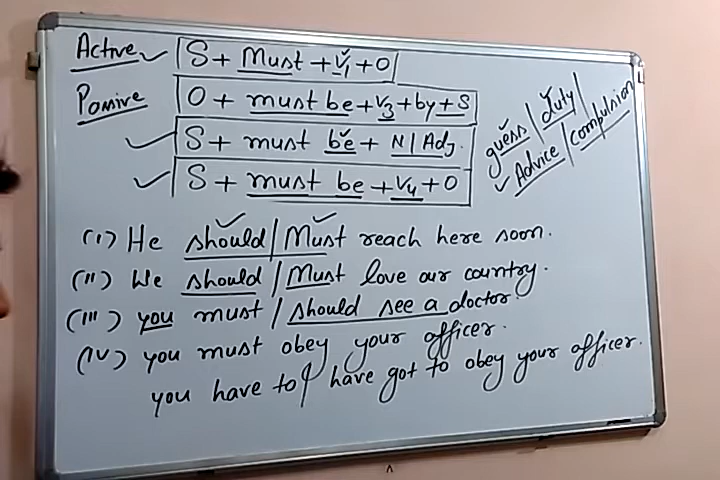 Active ✓ S + Must + V1 + O
Passive O + must be + V3 + by + S
✓ S + must be + N | Adj.
✓ S + must be + V4 + O
guess / Duty /
✓ Advice / compulsion
(I) He should / Must reach here soon.
(II) We should / Must love our country.
(III) you must / should see a doctor.
(IV) you must obey your officer.
you have to / have got to obey your officer.